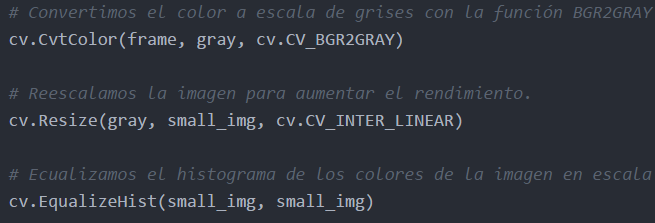 # Convertimos el color a escala de grises con la función BGR2GRAY
cv.CvtColor(frame, gray, cv.CV_BGR2GRAY)
# Reescalamos la imagen para aumentar el rendimiento.
cv.Resize(gray, small_img, cv.CV_INTER_LINEAR)
# Ecualizamos el histograma de los colores de la imagen en escala
cv.EqualizeHist(small_img, small_img)